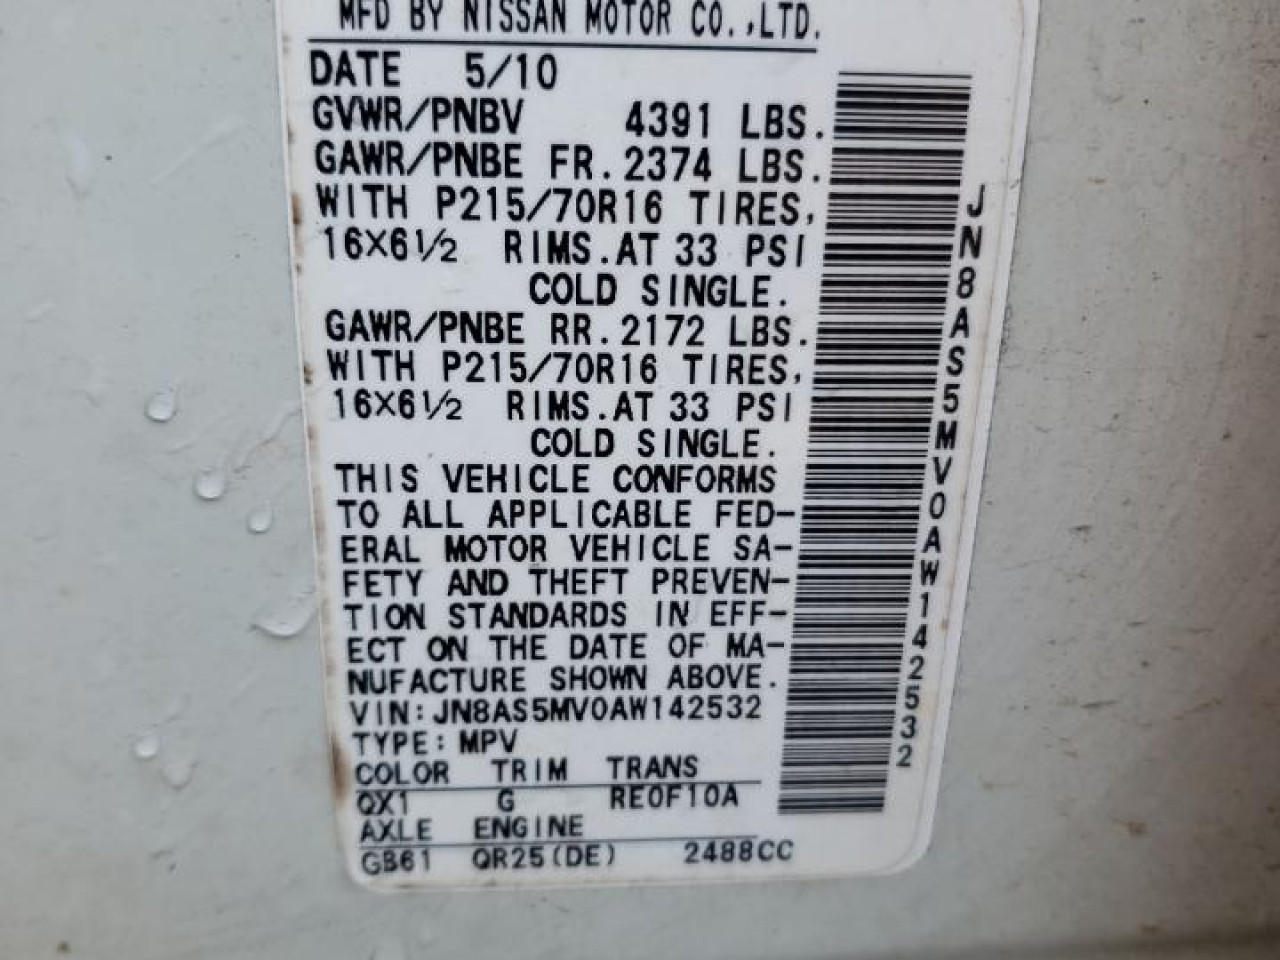 MFD BY NISSAN MOTOR CO.,LTD.
DATE 5/10
GVWR/PNBV 4391 LBS.
GAWR/PNBE FR.2374 LBS.
WITH P215/70R16 TIRES,
16X6½ RIMS.AT 33 PSI
COLD SINGLE.
GAWR/PNBE RR.2172 LBS.
WITH P215/70R16 TIRES,
16X6½ RIMS.AT 33 PSI
COLD SINGLE.
THIS VEHICLE CONFORMS
TO ALL APPLICABLE FED-
ERAL MOTOR VEHICLE SA-
FETY AND THEFT PREVEN-
TION STANDARDS IN EFF-
ECT ON THE DATE OF MA-
NUFACTURE SHOWN ABOVE.
VIN:JN8AS5MV0AW142532
TYPE:MPV
COLOR TRIM TRANS
QX1 G RE0F10A
AXLE ENGINE
GB61 QR25(DE) 2488CC
JN8AS5MV0AW142532